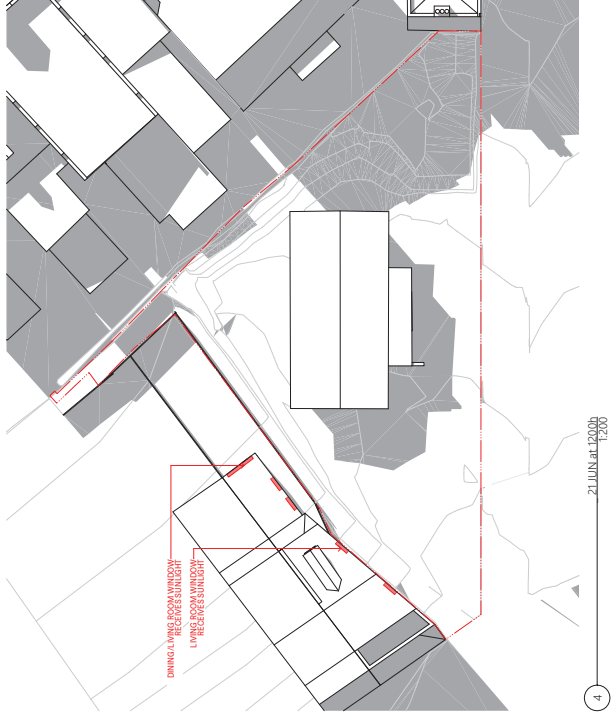 DINING/LIVING ROOM WINDOW
RECEIVES SUNLIGHT
LIVING ROOM WINDOW
RECEIVES SUNLIGHT
4
21 JUN at 1200h
1:200